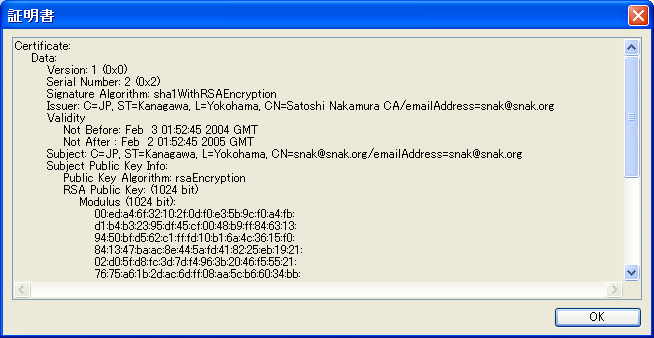 証明書
Certificate:
Data:
Version: 1 (0x0)
Serial Number: 2 (0x2)
Signature Algorithm: sha1WithRSAEncryption
Issuer: C=JP, ST=Kanagawa, L=Yokohama, CN=Satoshi Nakamura CA/emailAddress=snak@snak.org
Validity
Not Before: Feb  3 01:52:45 2004 GMT
Not After : Feb  2 01:52:45 2005 GMT
Subject: C=JP, ST=Kanagawa, L=Yokohama, CN=snak@snak.org/emailAddress=snak@snak.org
Subject Public Key Info:
Public Key Algorithm: rsaEncryption
RSA Public Key: (1024 bit)
Modulus (1024 bit):
00:ed:a4:6f:32:10:2f:0d:f0:e3:5b:9c:f0:a4:fb:
d1:b4:b3:23:95:df:45:cf:00:48:b9:ff:84:63:13:
94:50:bf:d5:62:c1:ff:fd:10:b1:6a:4c:36:15:f0:
84:13:47:ba:ac:8e:44:5a:fd:41:82:25:eb:19:21:
02:d0:5f:d8:fc:3d:7d:f4:96:3b:20:46:f5:55:21:
76:75:a6:1b:2d:ac:6d:ff:08:aa:5c:b6:60:34:bb:
OK